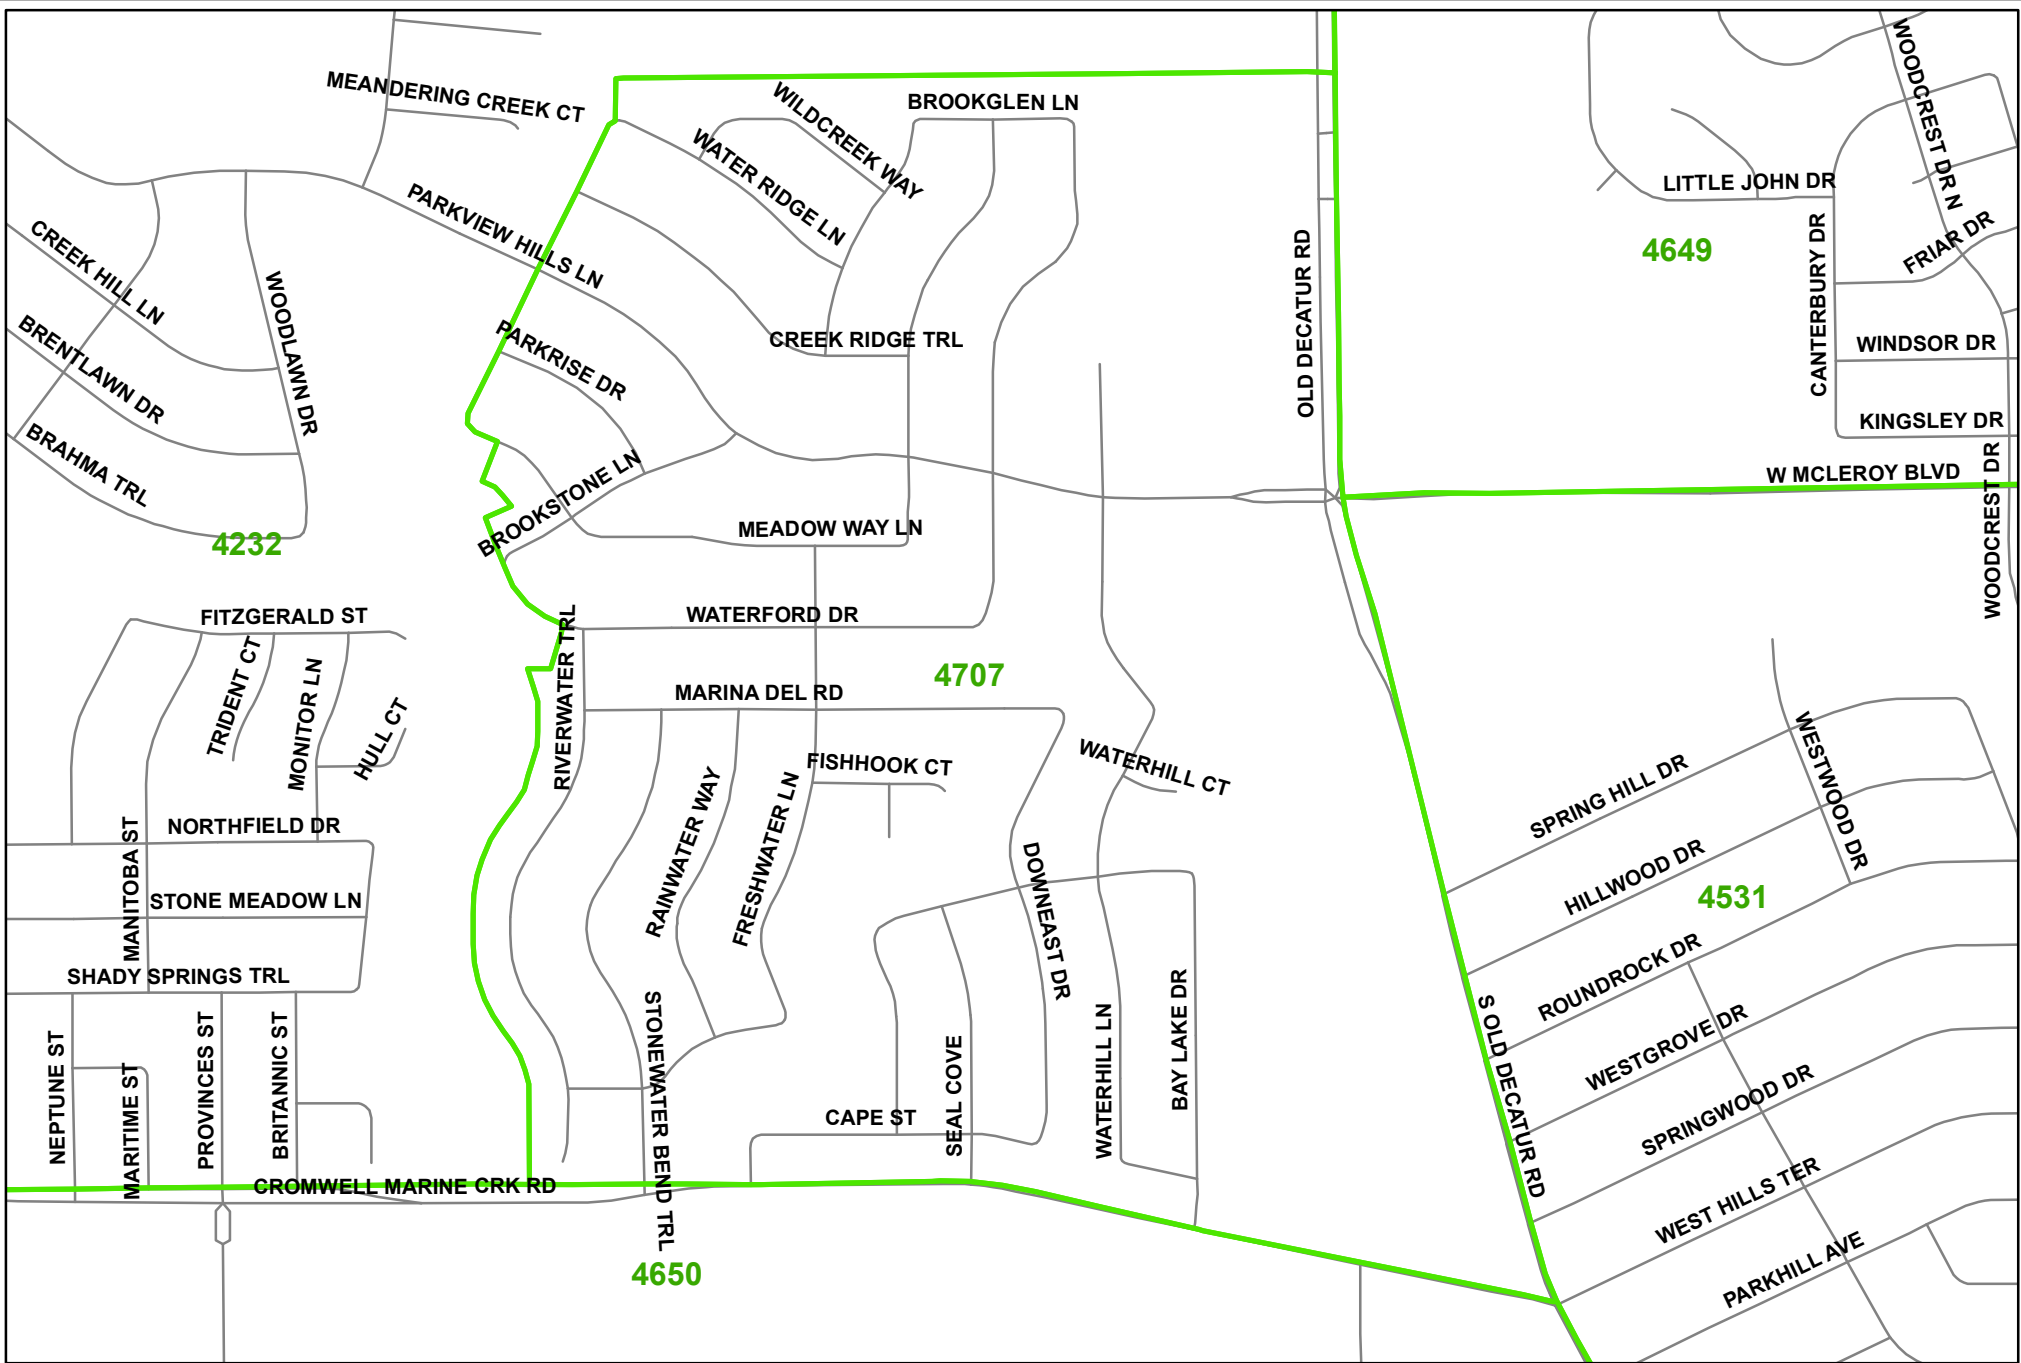 MEANDERING CREEK CT
WILDCREEK WAY
BROOKGLEN LN
WOODCREST DR N
WATER RIDGE LN
LITTLE JOHN DR
PARKVIEW HILLS LN
CREEK HILL LN
4649
FRIAR DR
CANTERBURY DR
OLD DECATUR RD
WOODLAWN DR
BRENTLAWN DR
PARKRISE DR
CREEK RIDGE TRL
WINDSOR DR
KINGSLEY DR
BRAHMA TRL
BROOKSTONE LN
W MCLEROY BLVD
WOODCREST DR
4232
MEADOW WAY LN
FITZGERALD ST
WATERFORD DR
RIVERWATER TRL
TRIDENT CT
MONITOR LN
HULL CT
4707
MARINA DEL RD
FISHHOOK CT
WATERHILL CT
SPRING HILL DR
WESTWOOD DR
NORTHFIELD DR
MANITOBA ST
RAINWATER WAY
FRESHWATER LN
DOWNEAST DR
HILLWOOD DR
4531
STONE MEADOW LN
SHADY SPRINGS TRL
ROUNDROCK DR
NEPTUNE ST
MARITIME ST
PROVINCES ST
BRITANNIC ST
STONEWATER BEND TRL
SEAL COVE
WATERHILL LN
BAY LAKE DR
S OLD DECATUR RD
WESTGROVE DR
SPRINGWOOD DR
CAPE ST
CROMWELL MARINE CRK RD
WEST HILLS TER
4650
PARKHILL AVE